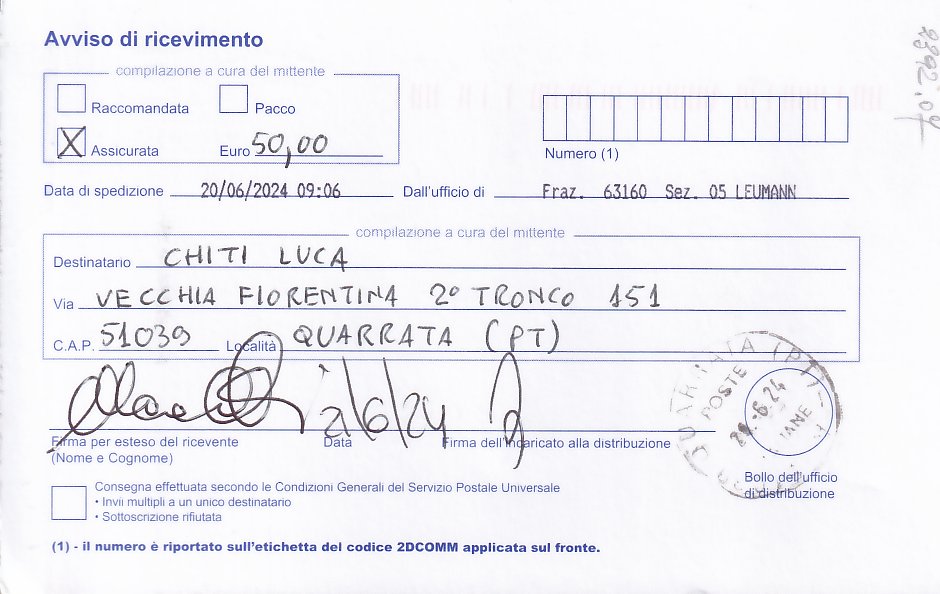 Avviso di ricevimento
compilazione a cura del mittente
Raccomandata Pacco
X Assicurata Euro 50,00
Numero (1)
Data di spedizione 20/06/2024 09:06 Dall'ufficio di Fraz. 63160 Sez. 05 LEUMANN
compilazione a cura del mittente
Destinatario CHITI LUCA
Via VECCHIA FIORENTINA 2° TRONCO 151
C.A.P. 51039 Località QUARRATA (PT)
Firma per esteso del ricevente Data Firma dell'incaricato alla distribuzione
(Nome e Cognome)
QUARRATA (PT)
POSTE
Bollo dell'ufficio
di distribuzione
Consegna effettuata secondo le Condizioni Generali del Servizio Postale Universale
• Invii multipli a un unico destinatario
• Sottoscrizione rifiutata
(1) - il numero è riportato sull'etichetta del codice 2DCOMM applicata sul fronte.